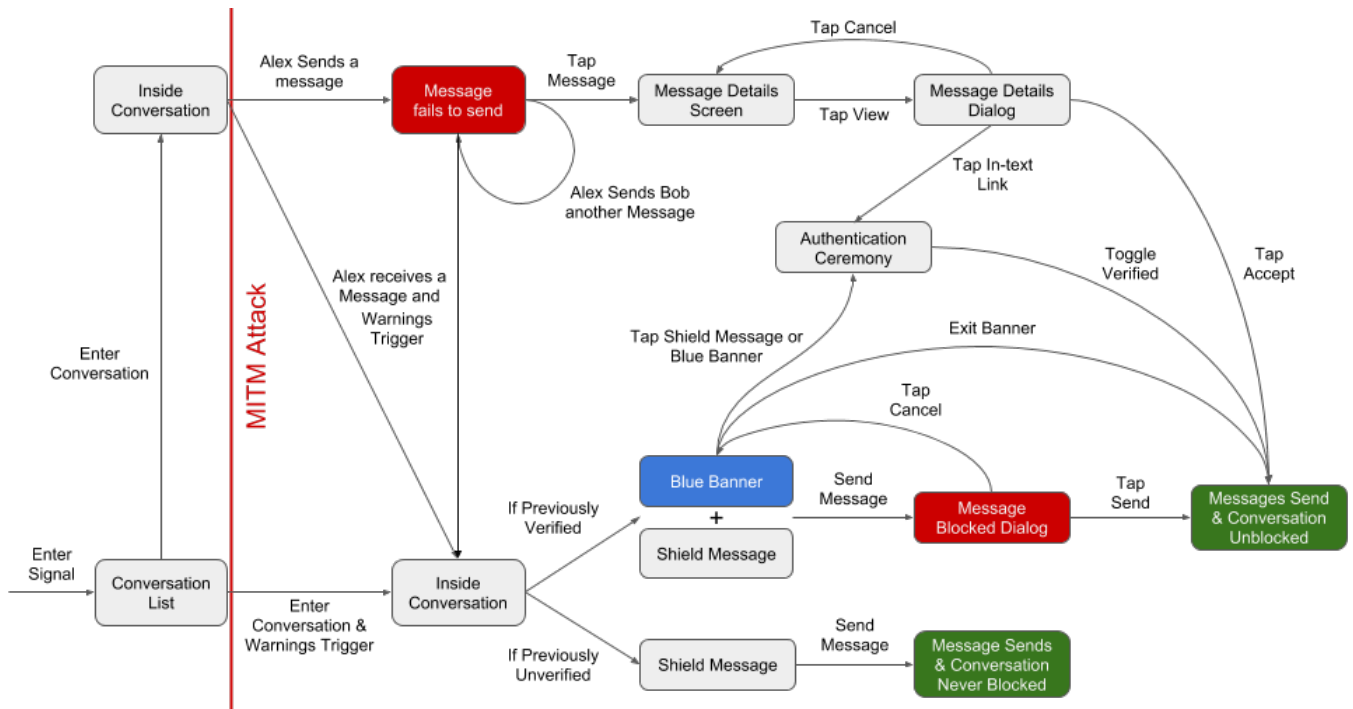 Tap Cancel
Alex Sends a
message
Tap
Message
Inside
Conversation
Message
fails to send
Message Details
Screen
Tap View
Message Details
Dialog
Tap In-text
Link
Alex Sends Bob
another Message
Authentication
Ceremony
Toggle
Verified
Tap
Accept
Alex receives a
Message and
Warnings
Trigger
MITM Attack
Enter
Conversation
Tap Shield Message or
Blue Banner
Exit Banner
Tap
Cancel
Blue Banner
+
Shield Message
Send
Message
Message
Blocked Dialog
Tap
Send
Messages Send
& Conversation
Unblocked
If Previously
Verified
Enter
Signal
Conversation
List
Enter
Conversation &
Warnings Trigger
Inside
Conversation
If Previously
Unverified
Shield Message
Send
Message
Message Sends
& Conversation
Never Blocked